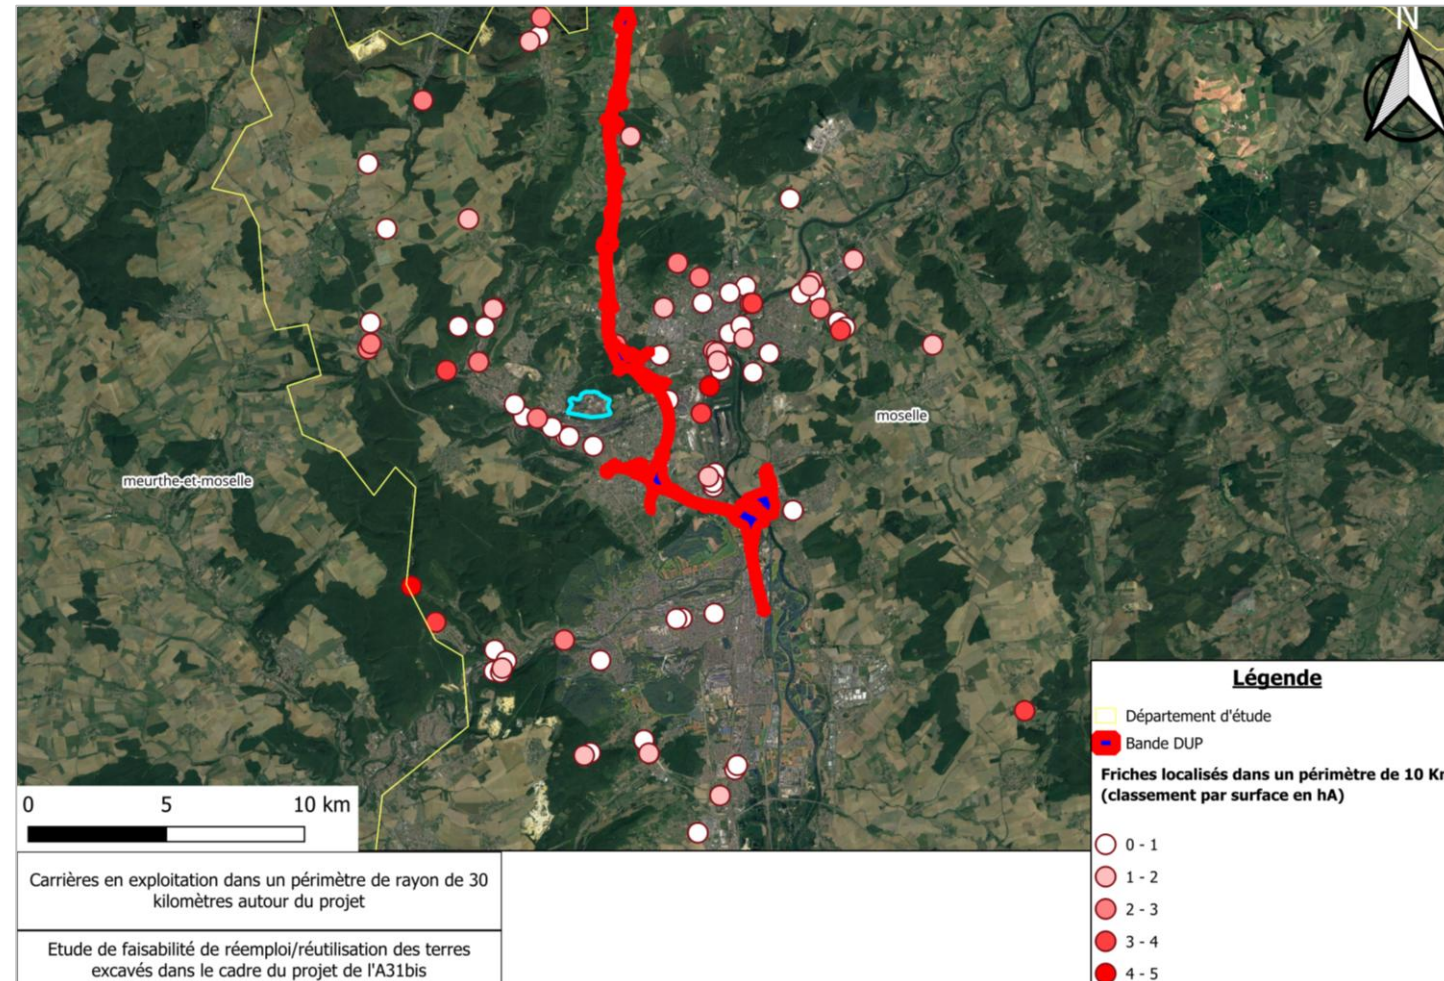 N
moselle
meurthe-et-moselle
0 5 10 km
Légende
Département d'étude
Bande DUP
Friches localisés dans un périmètre de 10 Km
(classement par surface en hA)
0 - 1
1 - 2
2 - 3
3 - 4
4 - 5
Carrières en exploitation dans un périmètre de rayon de 30
kilomètres autour du projet
Etude de faisabilité de réemploi/réutilisation des terres
excavés dans le cadre du projet de l'A31bis